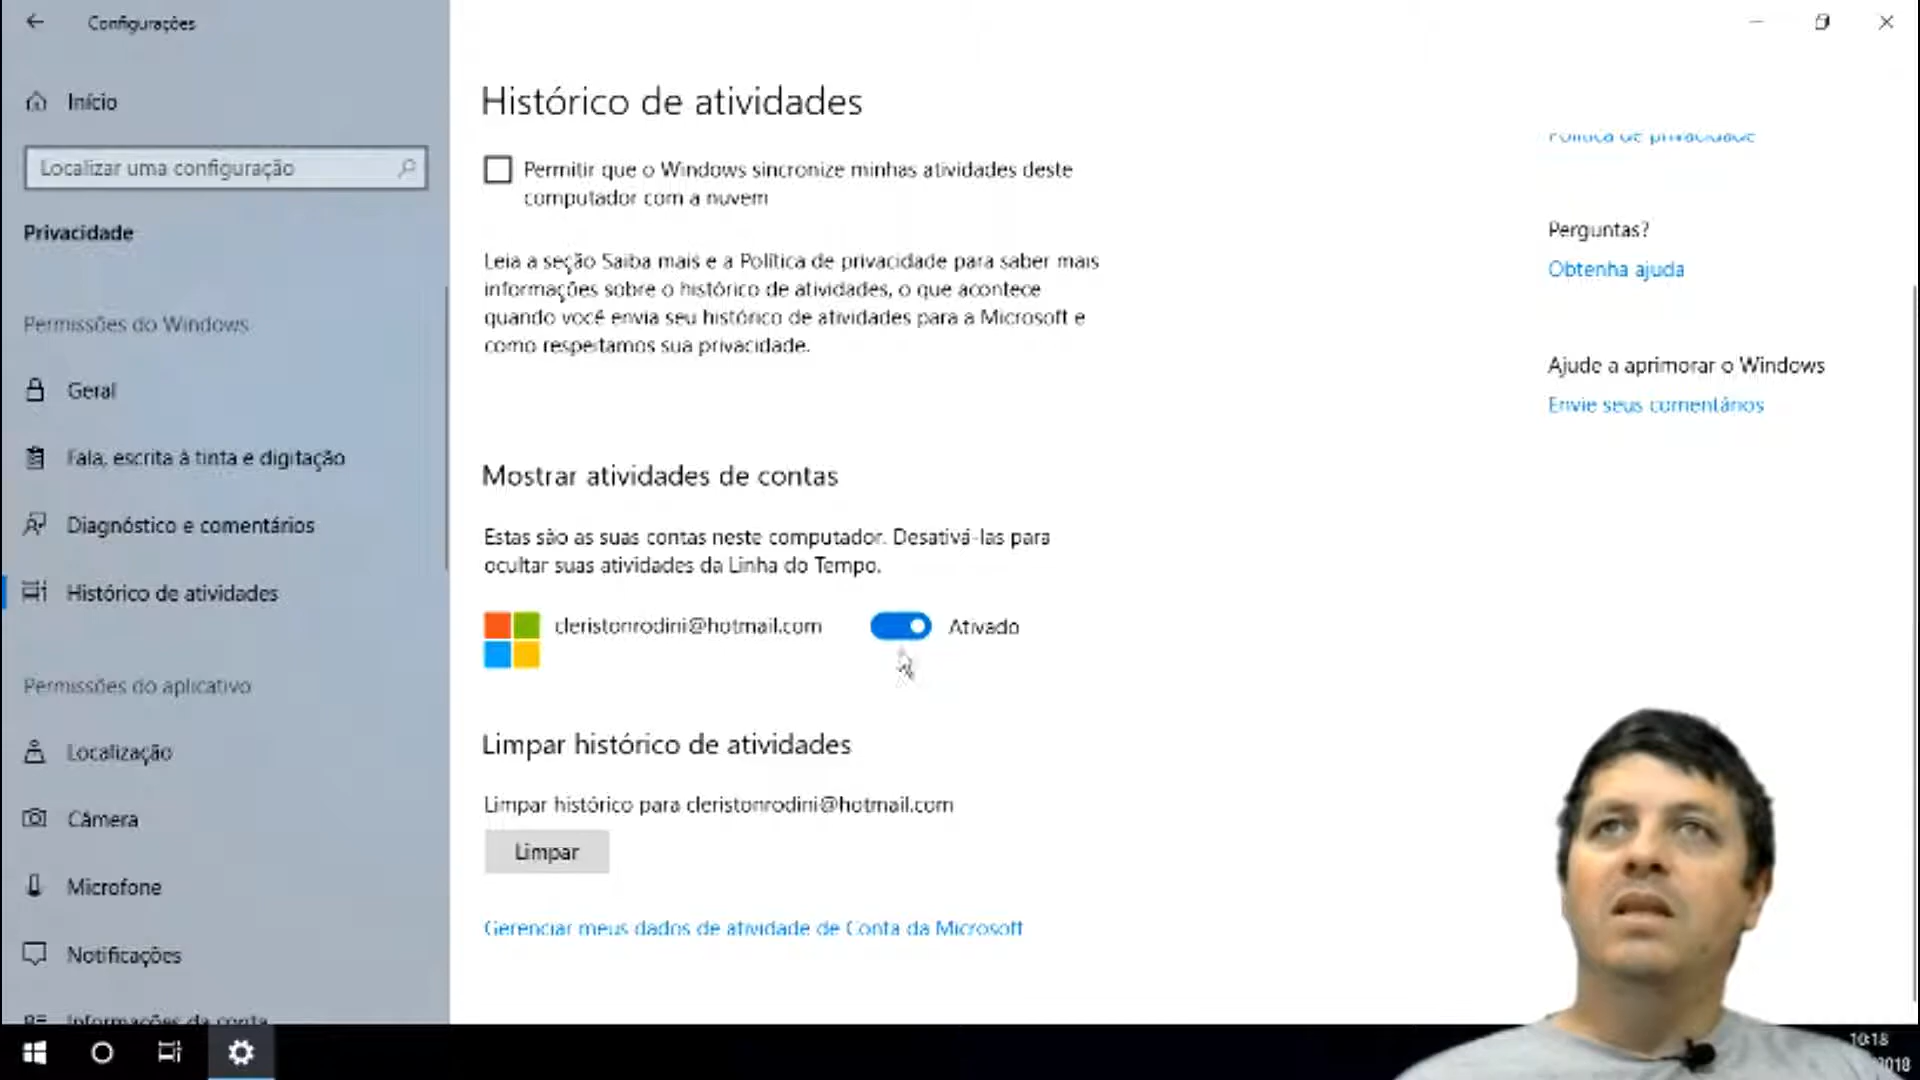 Configurações
Início
Localizar uma configuração
Privacidade
Permissões do Windows
Geral
Fala, escrita à tinta e digitação
Diagnóstico e comentários
Histórico de atividades
Permissões do aplicativo
Localização
Câmera
Microfone
Notificações
Informações da conta
Histórico de atividades
Permitir que o Windows sincronize minhas atividades deste
computador com a nuvem
Leia a seção Saiba mais e a Política de privacidade para saber mais
informações sobre o histórico de atividades, o que acontece
quando você envia seu histórico de atividades para a Microsoft e
como respeitamos sua privacidade.
Mostrar atividades de contas
Estas são as suas contas neste computador. Desativá-las para
ocultar suas atividades da Linha do Tempo.
cleristonrodini@hotmail.com
Ativado
Limpar histórico de atividades
Limpar histórico para cleristonrodini@hotmail.com
Limpar
Gerenciar meus dados de atividade de Conta da Microsoft
Política de privacidade
Perguntas?
Obtenha ajuda
Ajude a aprimorar o Windows
Envie seus comentários
10:18